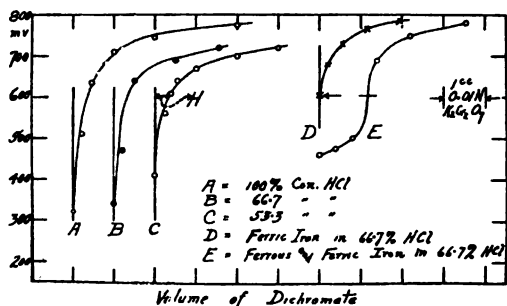 800
mv
700
600
500
400
300
200
A
B
C
H
D
E
1cc
0.01N
K2Cr2O7
A = 100% Con. HCl
B = 66.7 " "
C = 53.3 " "
D = Ferric Iron in 66.7% HCl
E = Ferrous & Ferric Iron in 66.7% HCl
Volume of Dichromate